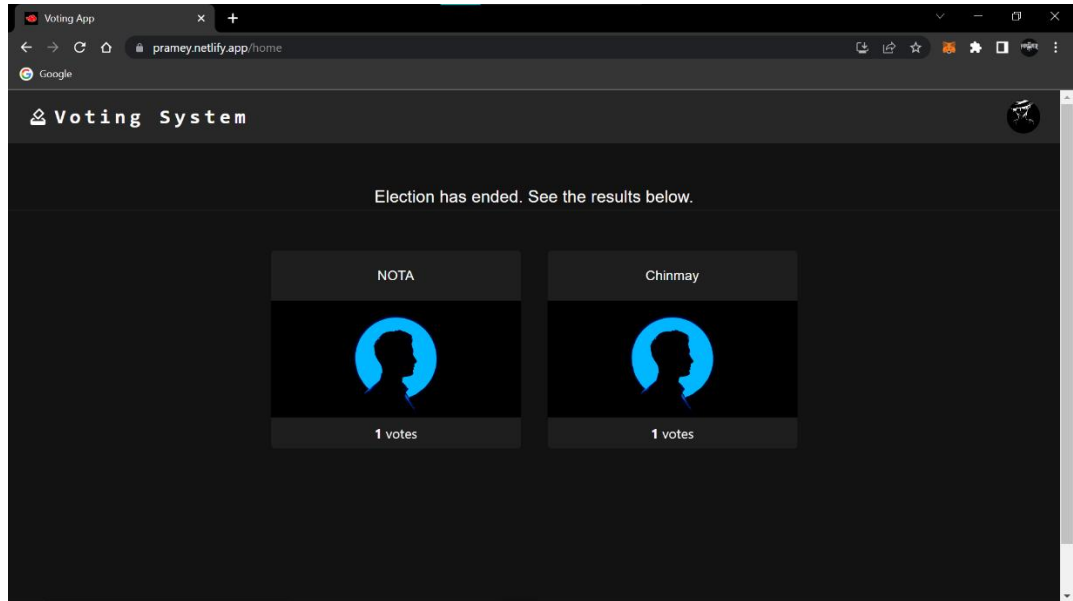 Voting App
pramey.netlify.app/home
Google
Voting System
Election has ended. See the results below.
NOTA
Chinmay
1 votes
1 votes